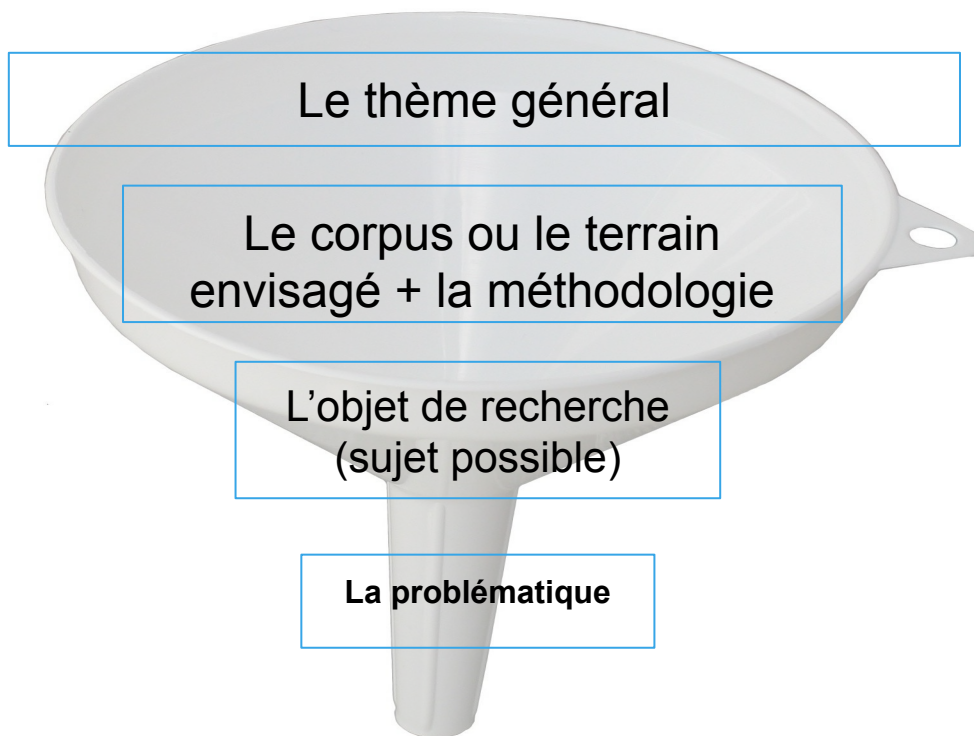 Le thème général
Le corpus ou le terrain
envisagé + la méthodologie
L’objet de recherche
(sujet possible)
La problématique